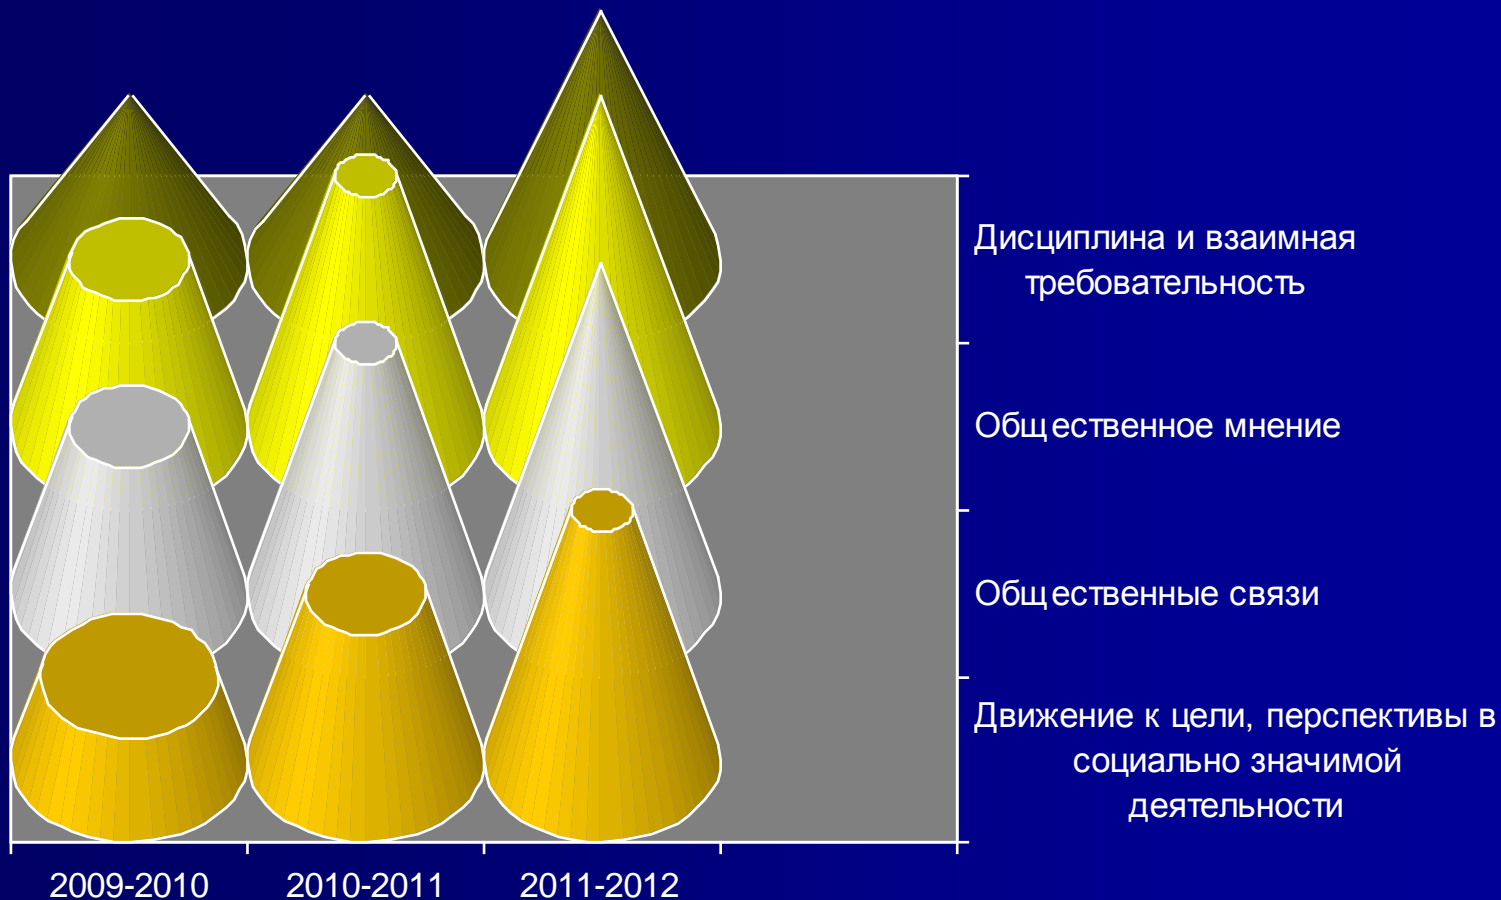 Дисциплина и взаимная
требовательность
Общественное мнение
Общественные связи
Движение к цели, перспективы в
социально значимой
деятельности
2009-2010 2010-2011 2011-2012